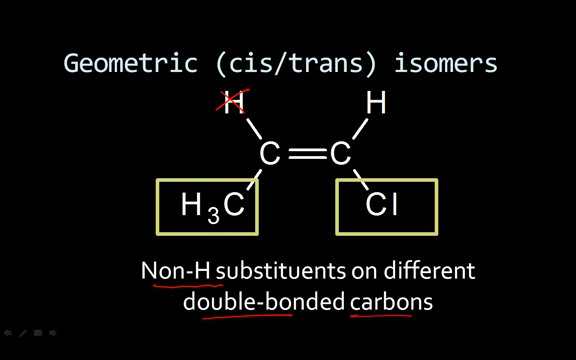 Geometric (cis/trans) isomers
H H
C C
H₃C Cl
Non-H substituents on different
double-bonded carbons